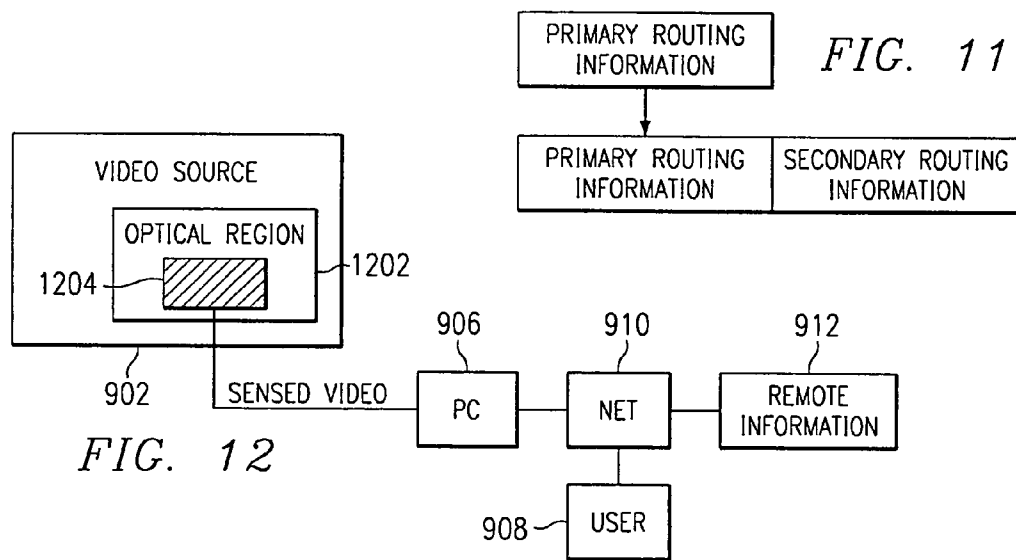 PRIMARY ROUTING
INFORMATION
FIG. 11
PRIMARY ROUTING
INFORMATION
SECONDARY ROUTING
INFORMATION
VIDEO SOURCE
OPTICAL REGION
1202
1204
902
SENSED VIDEO
906
PC
910
NET
912
REMOTE
INFORMATION
908
USER
FIG. 12